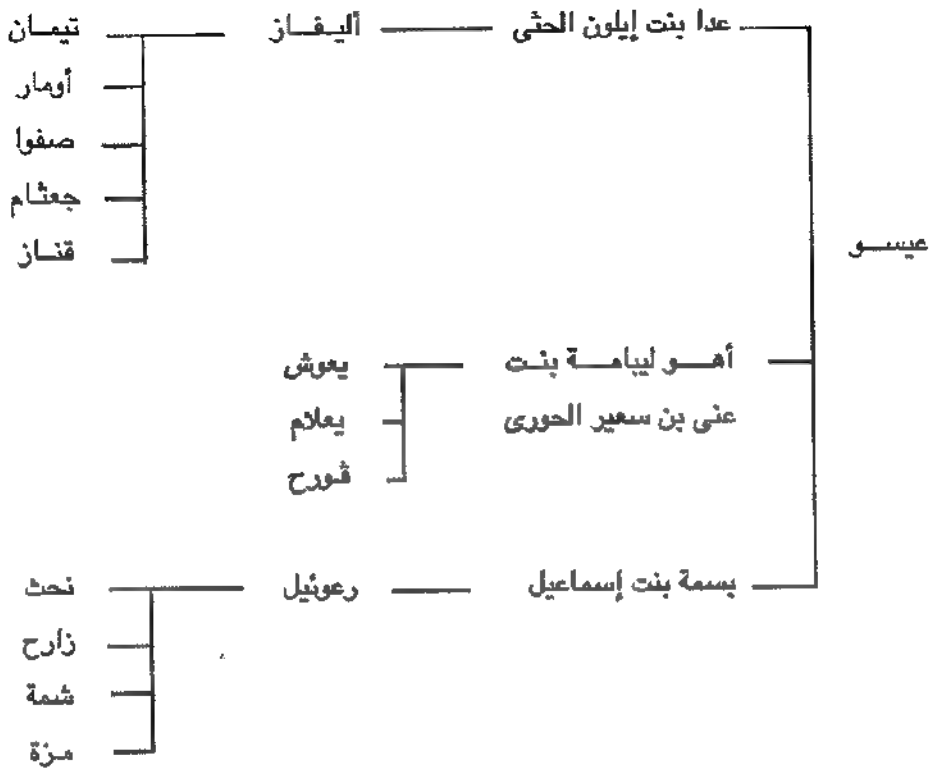 عدا بنت إيلون الحثى أليفاز تيمان
أومار
صفوا
جعثام
قناز
عيسو
أهو ليبامة بنت يعوش
عنى بن سعير الحورى يعلام
قورح
بسمة بنت إسماعيل رعوئيل نحث
زارح
شمة
مزة